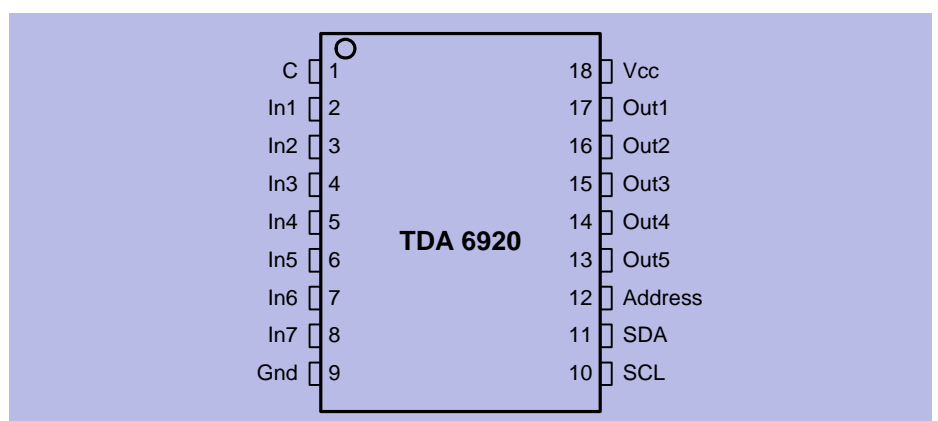 C 1 18 Vcc
In1 2 17 Out1
In2 3 16 Out2
In3 4 15 Out3
In4 5 14 Out4
TDA 6920
In5 6 13 Out5
In6 7 12 Address
In7 8 11 SDA
Gnd 9 10 SCL